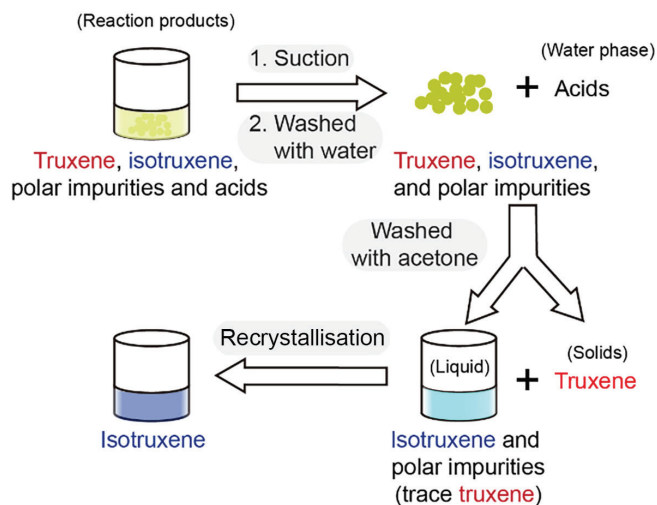 (Reaction products)
1. Suction
2. Washed
with water
(Water phase)
+ Acids
Truxene, isotruxene,
polar impurities and acids
Truxene, isotruxene,
and polar impurities
Washed
with acetone
Recrystallisation
(Liquid)
(Solids)
+ Truxene
Isotruxene
Isotruxene and
polar impurities
(trace truxene)